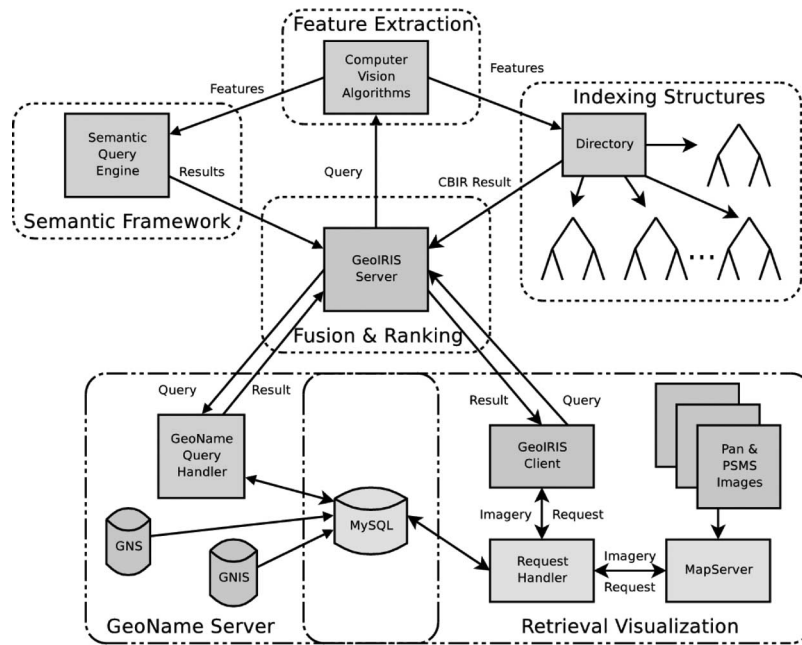 Feature Extraction
Computer
Vision
Algorithms
Features
Features
Indexing Structures
Semantic
Query
Engine
Directory
Results
Query
CBIR Result
Semantic Framework
GeoIRIS
Server
...
Fusion & Ranking
Query
Result
Result
Query
GeoName
Query
Handler
GeoIRIS
Client
Pan &
PSMS
Images
MySQL
Imagery
Request
GNS
GNIS
Request
Handler
Imagery
Request
MapServer
GeoName Server
Retrieval Visualization